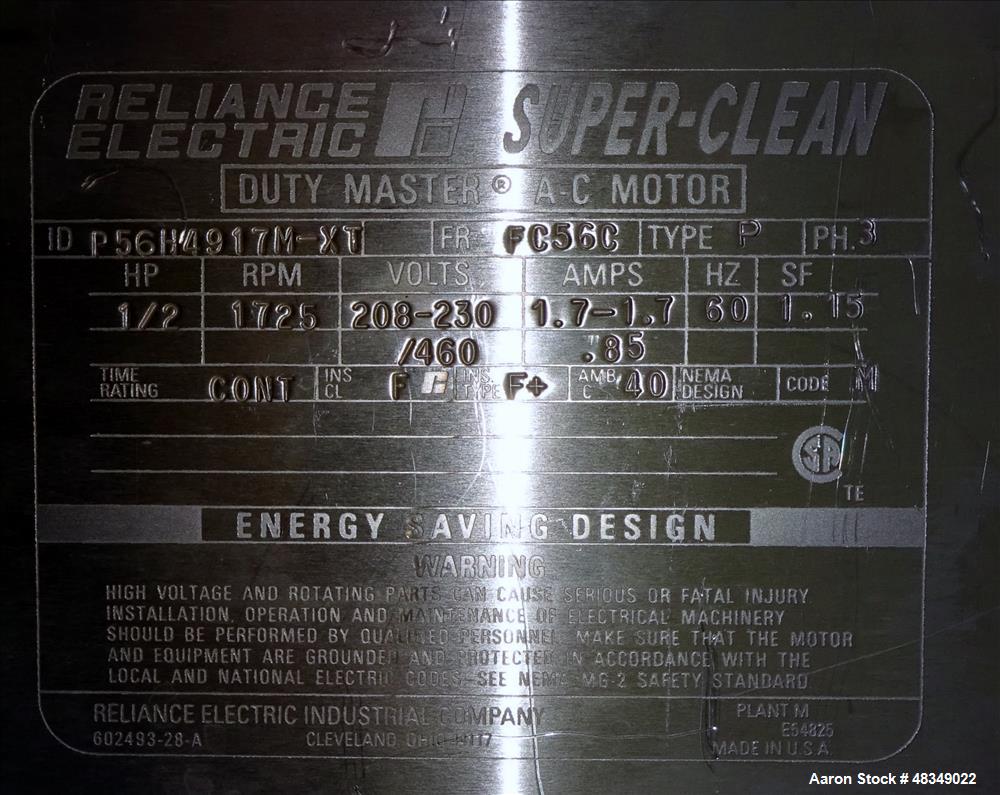 RELIANCE
ELECTRIC
SUPER-CLEAN
DUTY MASTER® A-C MOTOR
ID P56H4917M-XT FR FC56C TYPE P PH. 3
HP RPM VOLTS AMPS HZ SF
1/2 1725 208-230 1.7-1.7 60 1.15
/460 .85
TIME RATING CONT INS CL F INS. TYPE F+ AMB C 40 NEMA DESIGN CODE M
SA
TE
ENERGY SAVING DESIGN
WARNING
HIGH VOLTAGE AND ROTATING PARTS CAN CAUSE SERIOUS OR FATAL INJURY
INSTALLATION, OPERATION AND MAINTENANCE OF ELECTRICAL MACHINERY
SHOULD BE PERFORMED BY QUALIFIED PERSONNEL. MAKE SURE THAT THE MOTOR
AND EQUIPMENT ARE GROUNDED AND PROTECTED IN ACCORDANCE WITH THE
LOCAL AND NATIONAL ELECTRIC CODES. SEE NEMA MG-2 SAFETY STANDARD
RELIANCE ELECTRIC INDUSTRIAL COMPANY PLANT M
E54825
602493-28-A CLEVELAND, OHIO 44117 MADE IN U.S.A.
Aaron Stock # 48349022